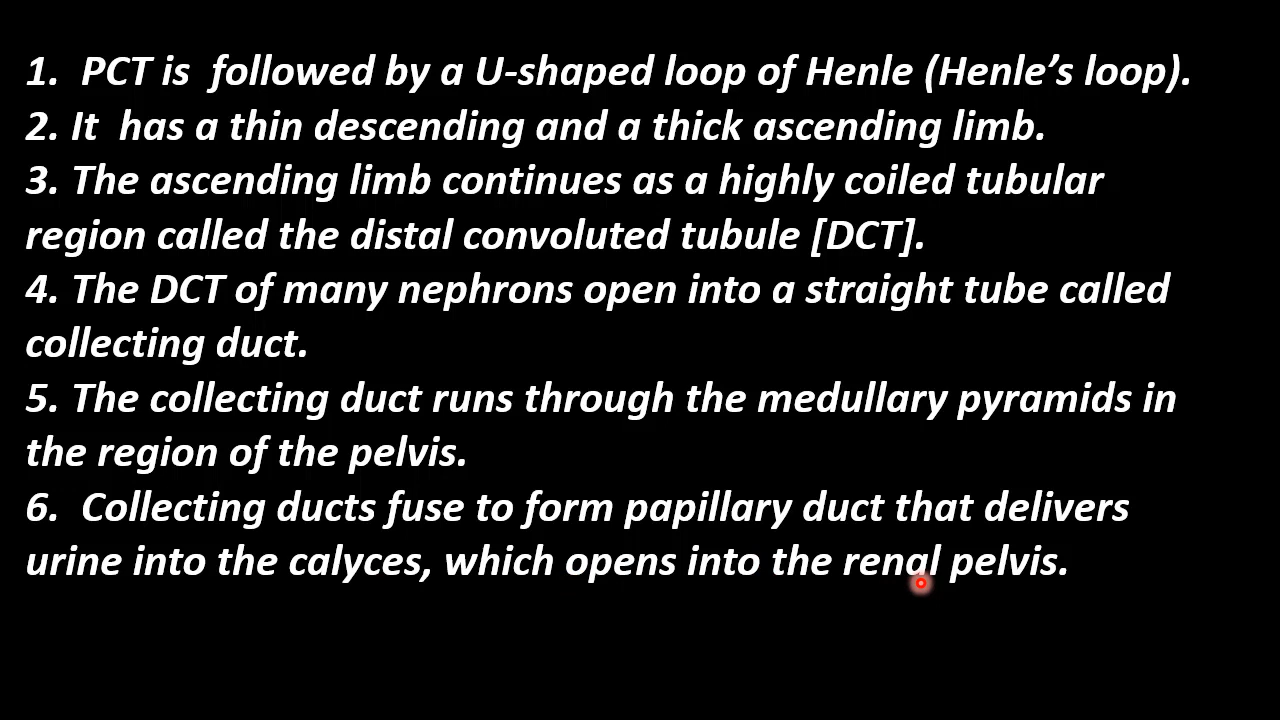 1.  PCT is  followed by a U-shaped loop of Henle (Henle’s loop).
2. It  has a thin descending and a thick ascending limb.
3. The ascending limb continues as a highly coiled tubular
region called the distal convoluted tubule [DCT].
4. The DCT of many nephrons open into a straight tube called
collecting duct.
5. The collecting duct runs through the medullary pyramids in
the region of the pelvis.
6.  Collecting ducts fuse to form papillary duct that delivers
urine into the calyces, which opens into the renal pelvis.